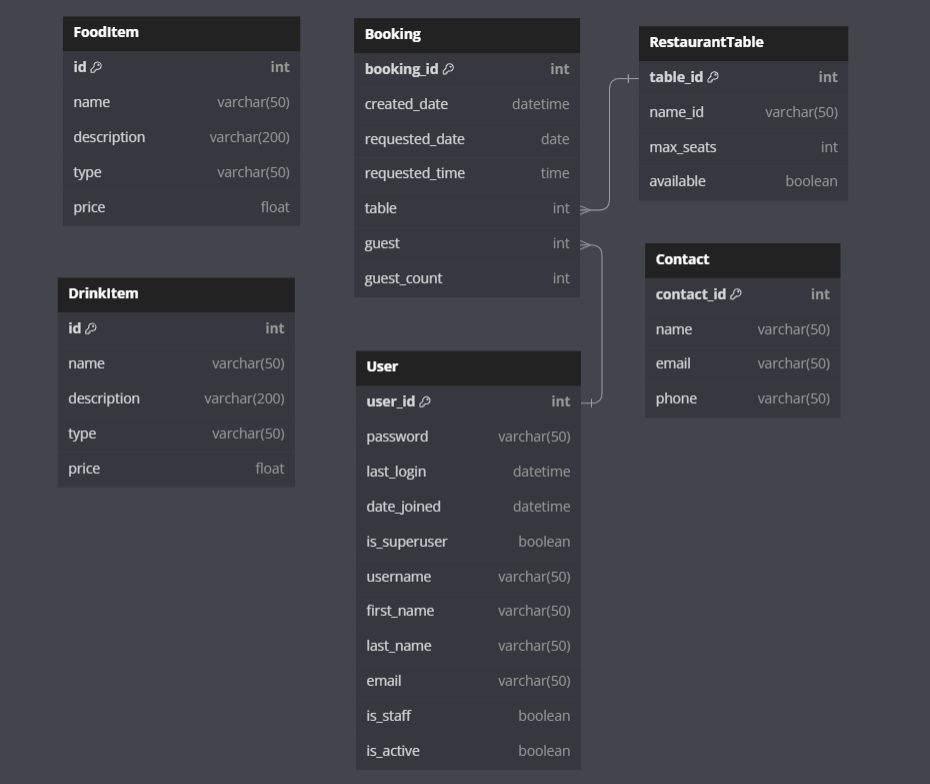 FoodItem
id int
name varchar(50)
description varchar(200)
type varchar(50)
price float
DrinkItem
id int
name varchar(50)
description varchar(200)
type varchar(50)
price float
Booking
booking_id int
created_date datetime
requested_date date
requested_time time
table int
guest int
guest_count int
User
user_id int
password varchar(50)
last_login datetime
date_joined datetime
is_superuser boolean
username varchar(50)
first_name varchar(50)
last_name varchar(50)
email varchar(50)
is_staff boolean
is_active boolean
RestaurantTable
table_id int
name_id varchar(50)
max_seats int
available boolean
Contact
contact_id int
name varchar(50)
email varchar(50)
phone varchar(50)